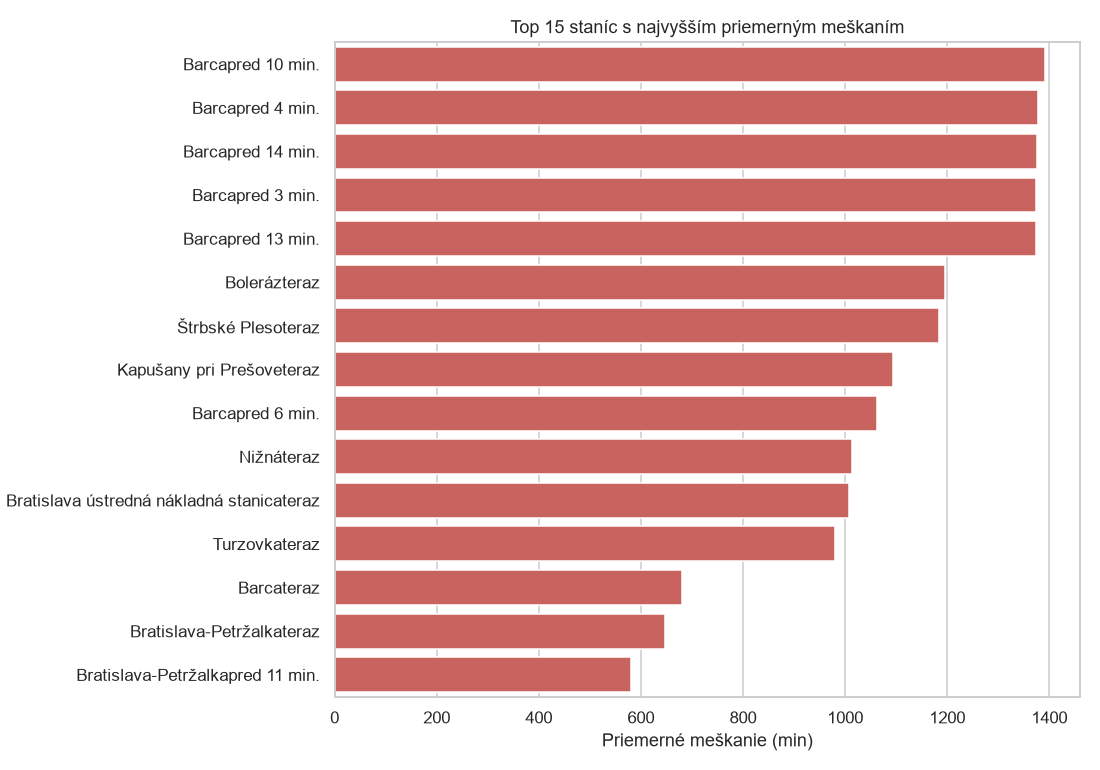 Top 15 staníc s najvyšším priemerným meškaním
Barcapred 10 min.
Barcapred 4 min.
Barcapred 14 min.
Barcapred 3 min.
Barcapred 13 min.
Bolerázteraz
Štrbské Plesoteraz
Kapušany pri Prešoveteraz
Barcapred 6 min.
Nižnáteraz
Bratislava ústredná nákladná stanicateraz
Turzovkateraz
Barcateraz
Bratislava-Petržalkateraz
Bratislava-Petržalkapred 11 min.
0 200 400 600 800 1000 1200 1400
Priemerné meškanie (min)